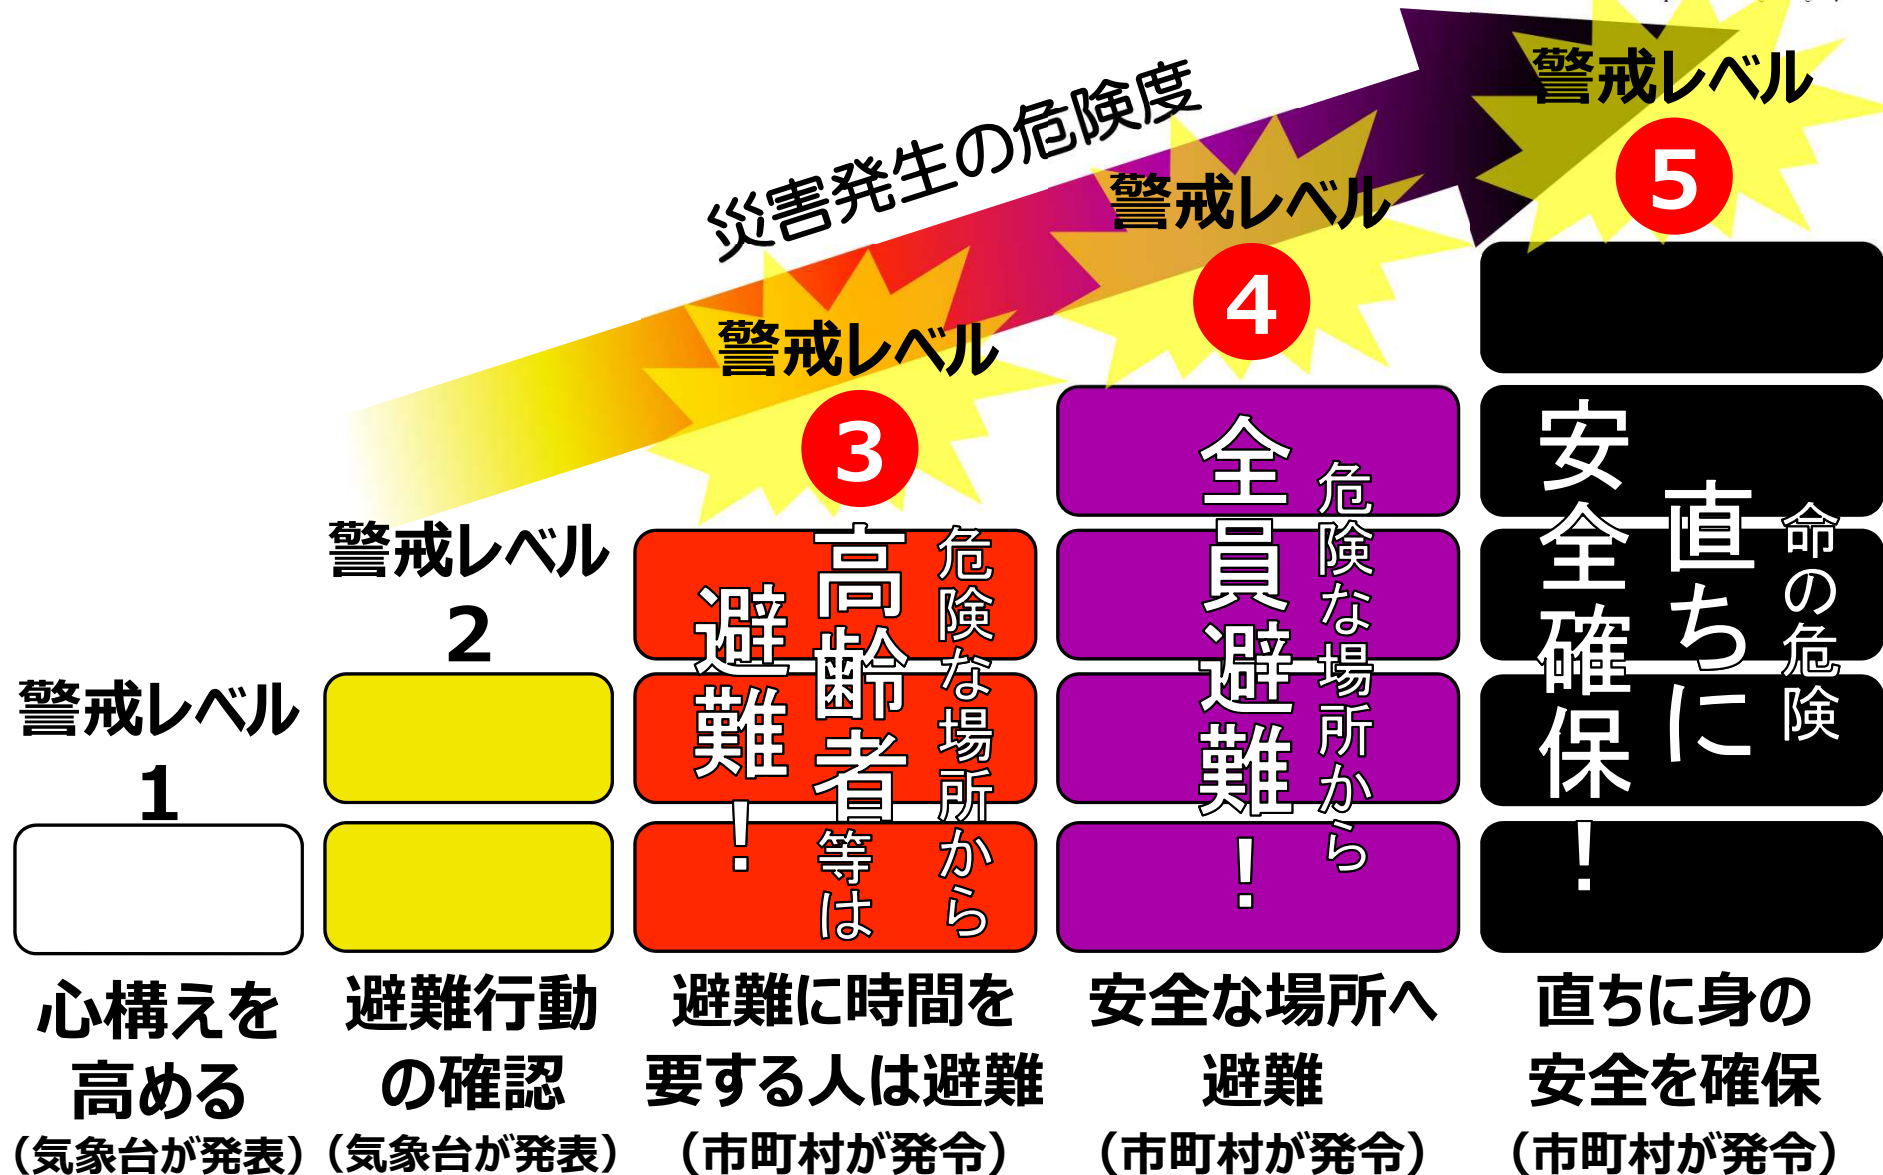 災害発生の危険度
警戒レベル
1
心構えを
高める
（気象台が発表）
警戒レベル
2
避難行動
の確認
（気象台が発表）
警戒レベル
3
危険な場所から
高齢者等は
避難！
避難に時間を
要する人は避難
（市町村が発令）
警戒レベル
4
危険な場所から
全員避難！
安全な場所へ
避難
（市町村が発令）
警戒レベル
5
命の危険
直ちに
安全確保！
直ちに身の
安全を確保
（市町村が発令）